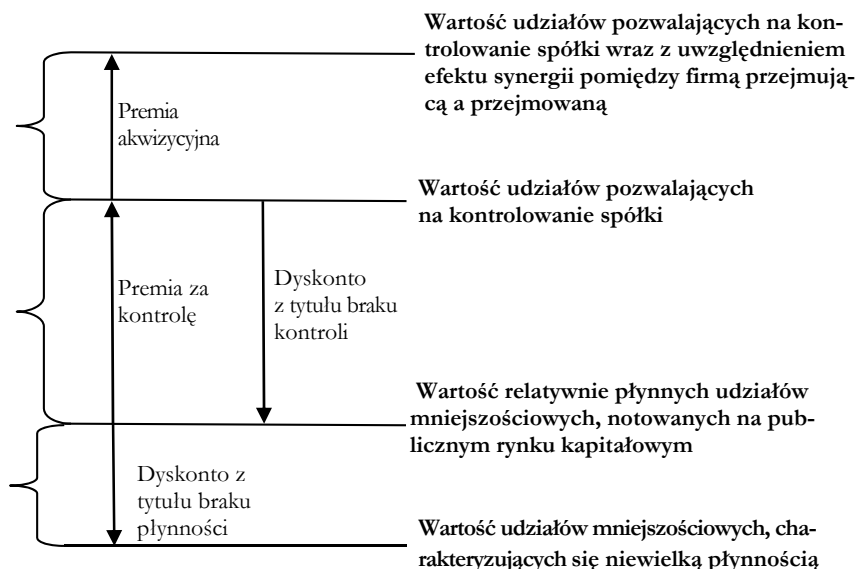 Wartość udziałów pozwalających na kon-
trolowanie spółki wraz z uwzględnieniem
efektu synergii pomiędzy firmą przejmują-
cą a przejmowaną
Premia
akwizycyjna
Wartość udziałów pozwalających
na kontrolowanie spółki
Premia za
kontrolę
Dyskonto
z tytułu braku
kontroli
Wartość relatywnie płynnych udziałów
mniejszościowych, notowanych na pub-
licznym rynku kapitałowym
Dyskonto z
tytułu braku
płynności
Wartość udziałów mniejszościowych, cha-
rakteryzujących się niewielką płynnością